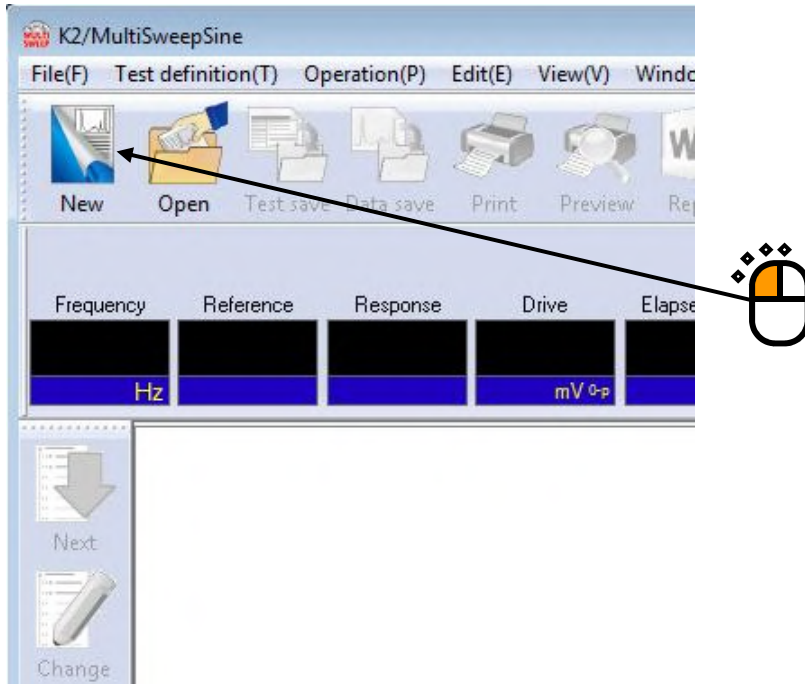 K2/MultiSweepSine
File(F) Test definition(T) Operation(P) Edit(E) View(V)
New Open Test save Data save Print Preview
Frequency Reference Response Drive
Hz mV 0-p
Next
Change